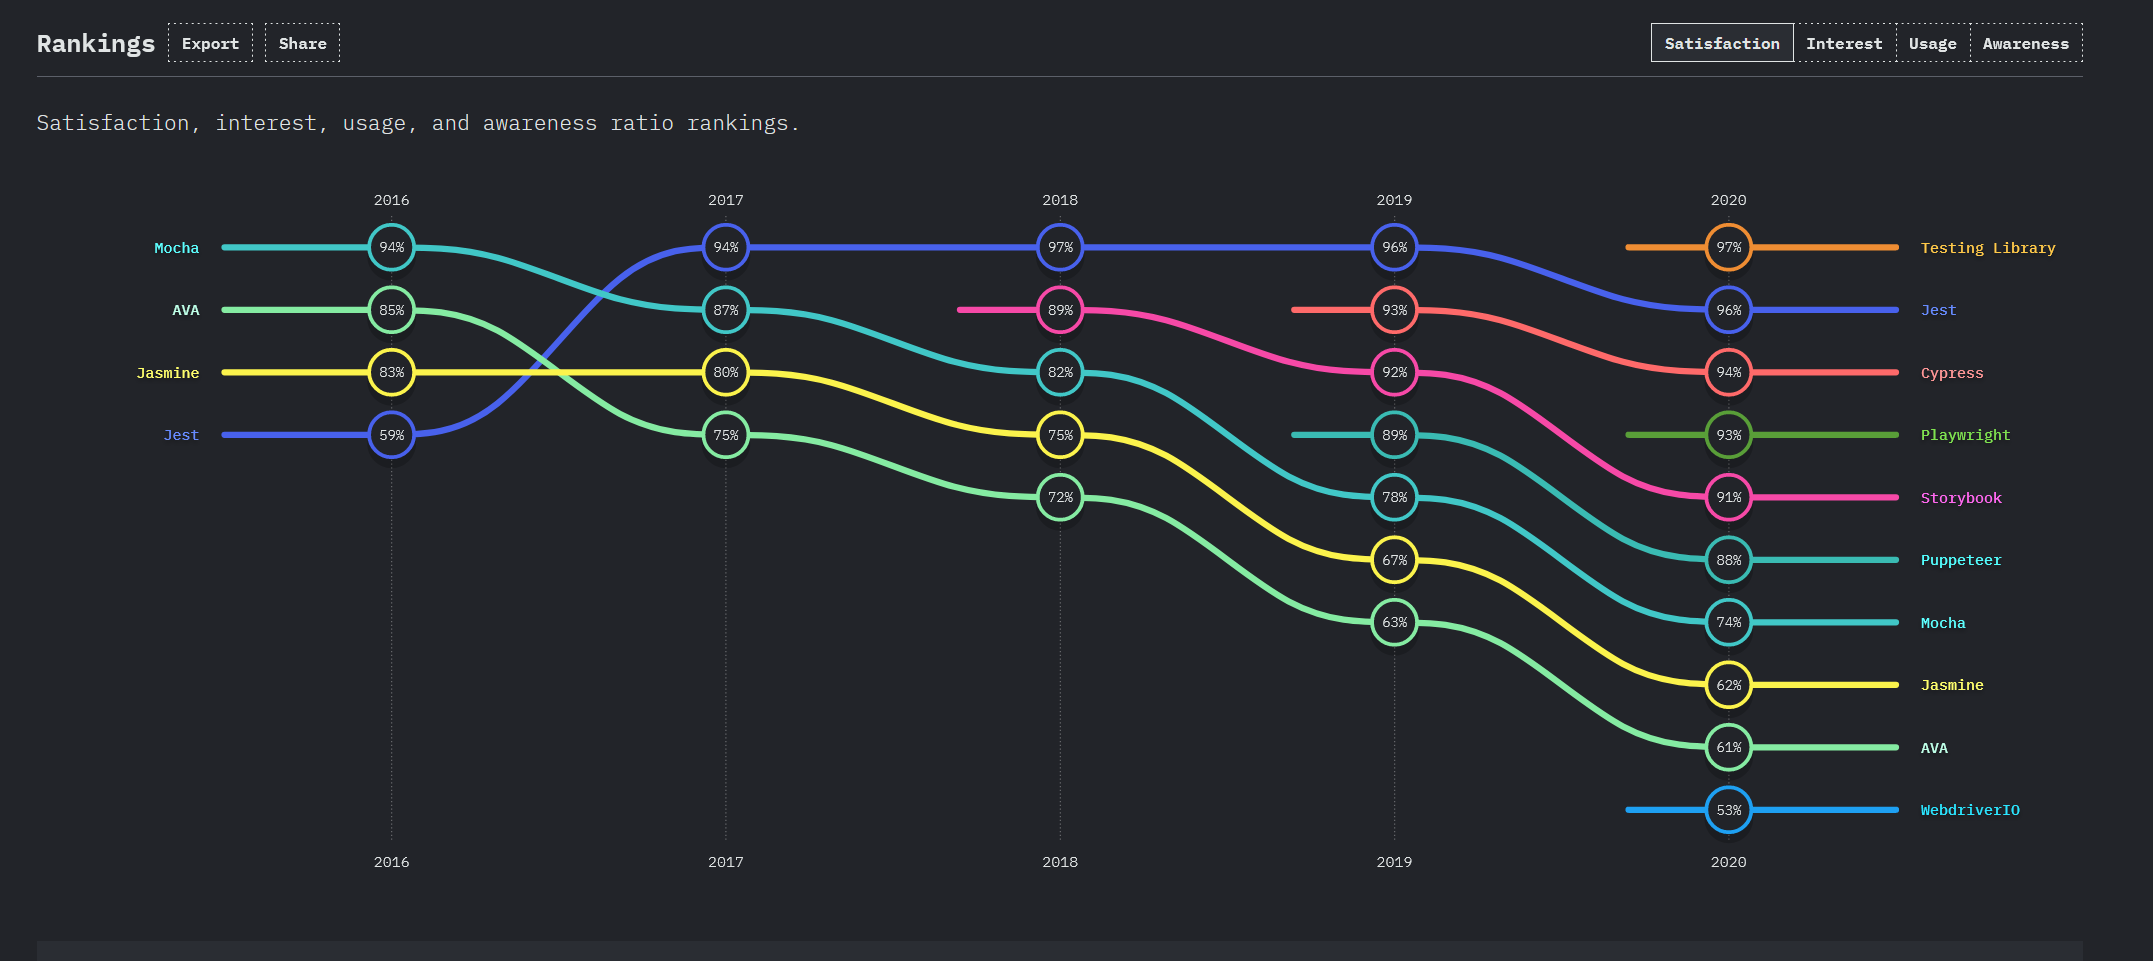 Rankings Export Share Satisfaction Interest Usage Awareness
Satisfaction, interest, usage, and awareness ratio rankings.
2016 2017 2018 2019 2020
Mocha 94% 94% 97% 96% 97% Testing Library
AVA 85% 87% 89% 93% 96% Jest
Jasmine 83% 80% 82% 92% 94% Cypress
Jest 59% 75% 75% 89% 93% Playwright
72% 78% 91% Storybook
67% 88% Puppeteer
63% 74% Mocha
62% Jasmine
61% AVA
53% WebdriverIO
2016 2017 2018 2019 2020